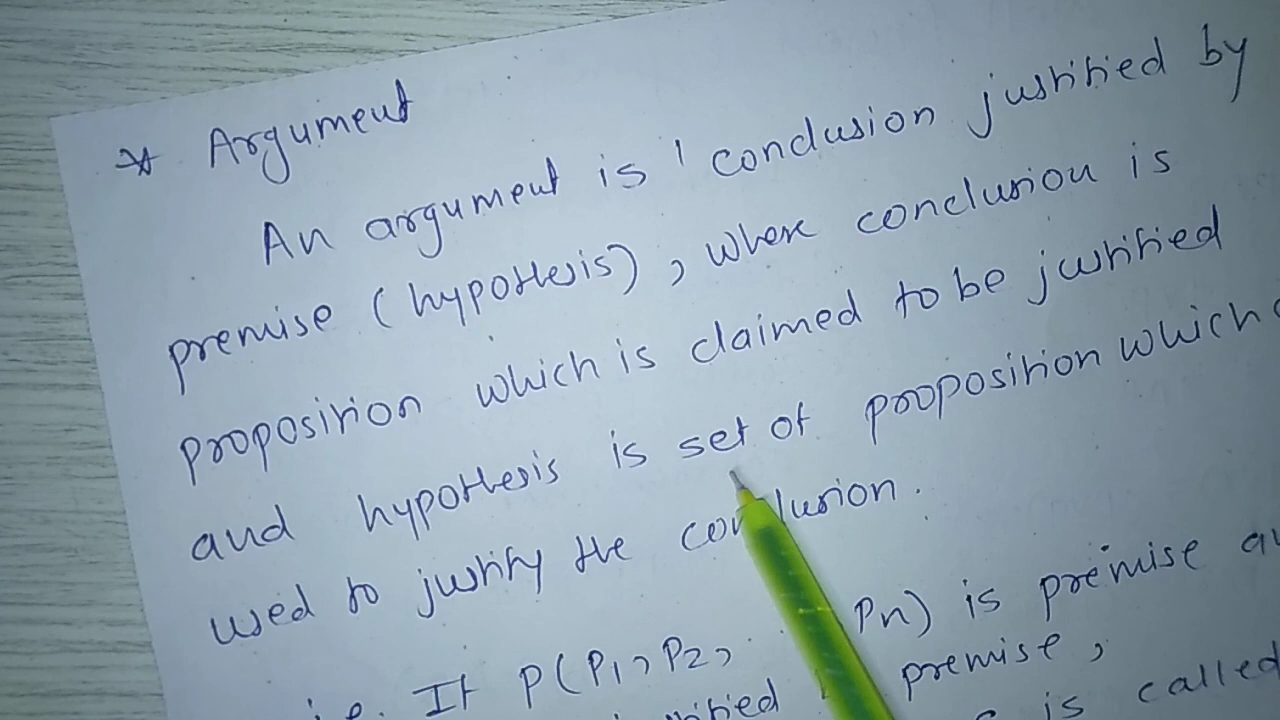 * Argument
An argument is ' conclusion justified by
premise (hypothesis), where conclusion is
proposition which is claimed to be justified
and hypothesis is set of proposition which
used to justify the conclusion.
i.e. If P(P1, P2, Pn) is premise
premise,
is called